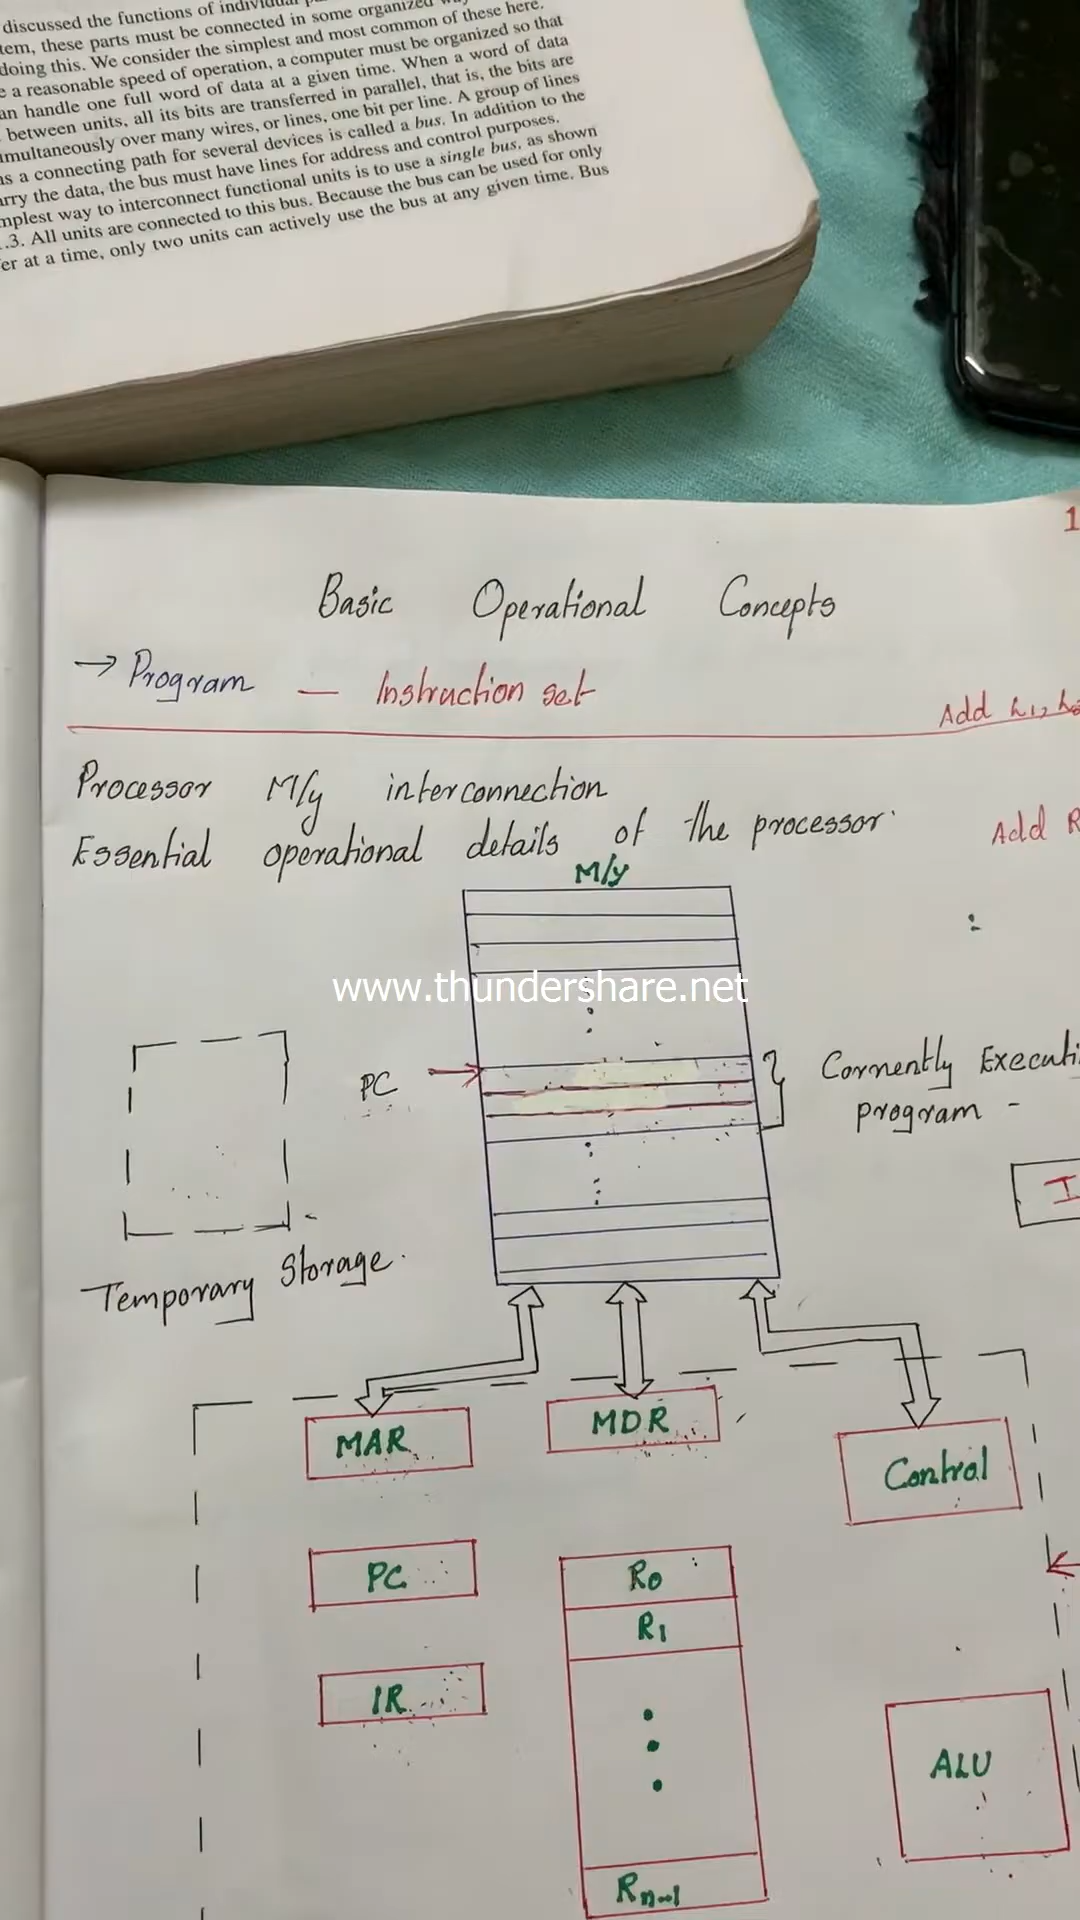 discussed the functions of individual
tem, these parts must be connected in some organized
doing this. We consider the simplest and most common of these here.
e a reasonable speed of operation, a computer must be organized so that
an handle one full word of data at a given time. When a word of data
between units, all its bits are transferred in parallel, that is, the bits are
imultaneously over many wires, or lines, one bit per line. A group of lines
as a connecting path for several devices is called a bus. In addition to the
arry the data, the bus must have lines for address and control purposes.
mplest way to interconnect functional units is to use a single bus, as shown
.3. All units are connected to this bus. Because the bus can be used for only
er at a time, only two units can actively use the bus at any given time. Bus
1
Basic Operational Concepts
→ Program — Instruction set
Add L1, L2
Processor M/y interconnection
Essential operational details of the processor.
Add R
M/y
:
www.thundershare.net
PC
Cornently Executi
program -
I
Temporary Storage.
MAR
MDR
Control
PC
R0
R1
IR
ALU
Rn-1